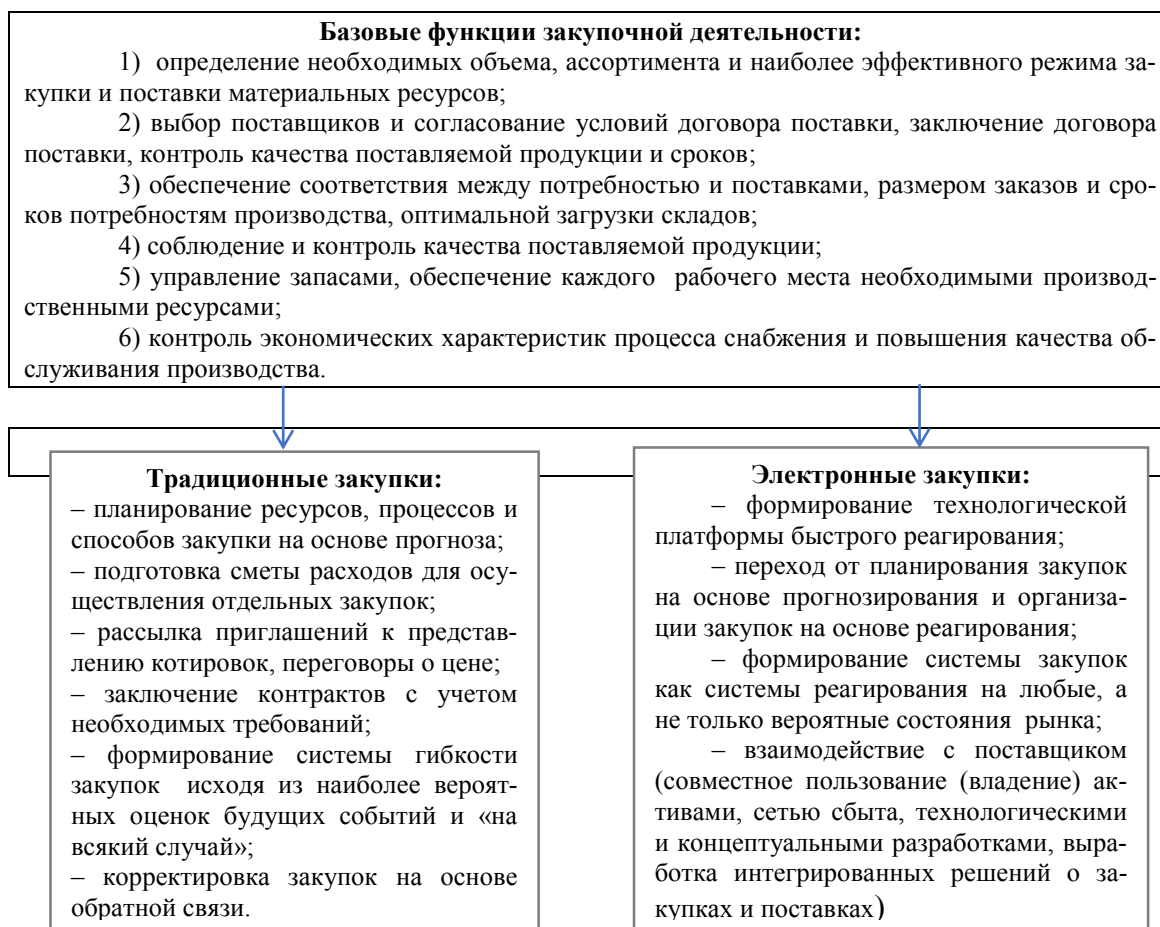 Базовые функции закупочной деятельности:
1) определение необходимых объема, ассортимента и наиболее эффективного режима за-
купки и поставки материальных ресурсов;
2) выбор поставщиков и согласование условий договора поставки, заключение договора
поставки, контроль качества поставляемой продукции и сроков;
3) обеспечение соответствия между потребностью и поставками, размером заказов и сро-
ков потребностям производства, оптимальной загрузки складов;
4) соблюдение и контроль качества поставляемой продукции;
5) управление запасами, обеспечение каждого рабочего места необходимыми производ-
ственными ресурсами;
6) контроль экономических характеристик процесса снабжения и повышения качества об-
служивания производства.
Традиционные закупки:
– планирование ресурсов, процессов и
способов закупки на основе прогноза;
– подготовка сметы расходов для осу-
ществления отдельных закупок;
– рассылка приглашений к представ-
лению котировок, переговоры о цене;
– заключение контрактов с учетом
необходимых требований;
– формирование системы гибкости
закупок исходя из наиболее вероят-
ных оценок будущих событий и «на
всякий случай»;
– корректировка закупок на основе
обратной связи.
Электронные закупки:
– формирование технологической
платформы быстрого реагирования;
– переход от планирования закупок
на основе прогнозирования и организа-
ции закупок на основе реагирования;
– формирование системы закупок
как системы реагирования на любые, а
не только вероятные состояния рынка;
– взаимодействие с поставщиком
(совместное пользование (владение) ак-
тивами, сетью сбыта, технологическими
и концептуальными разработками, выра-
ботка интегрированных решений о за-
купках и поставках)